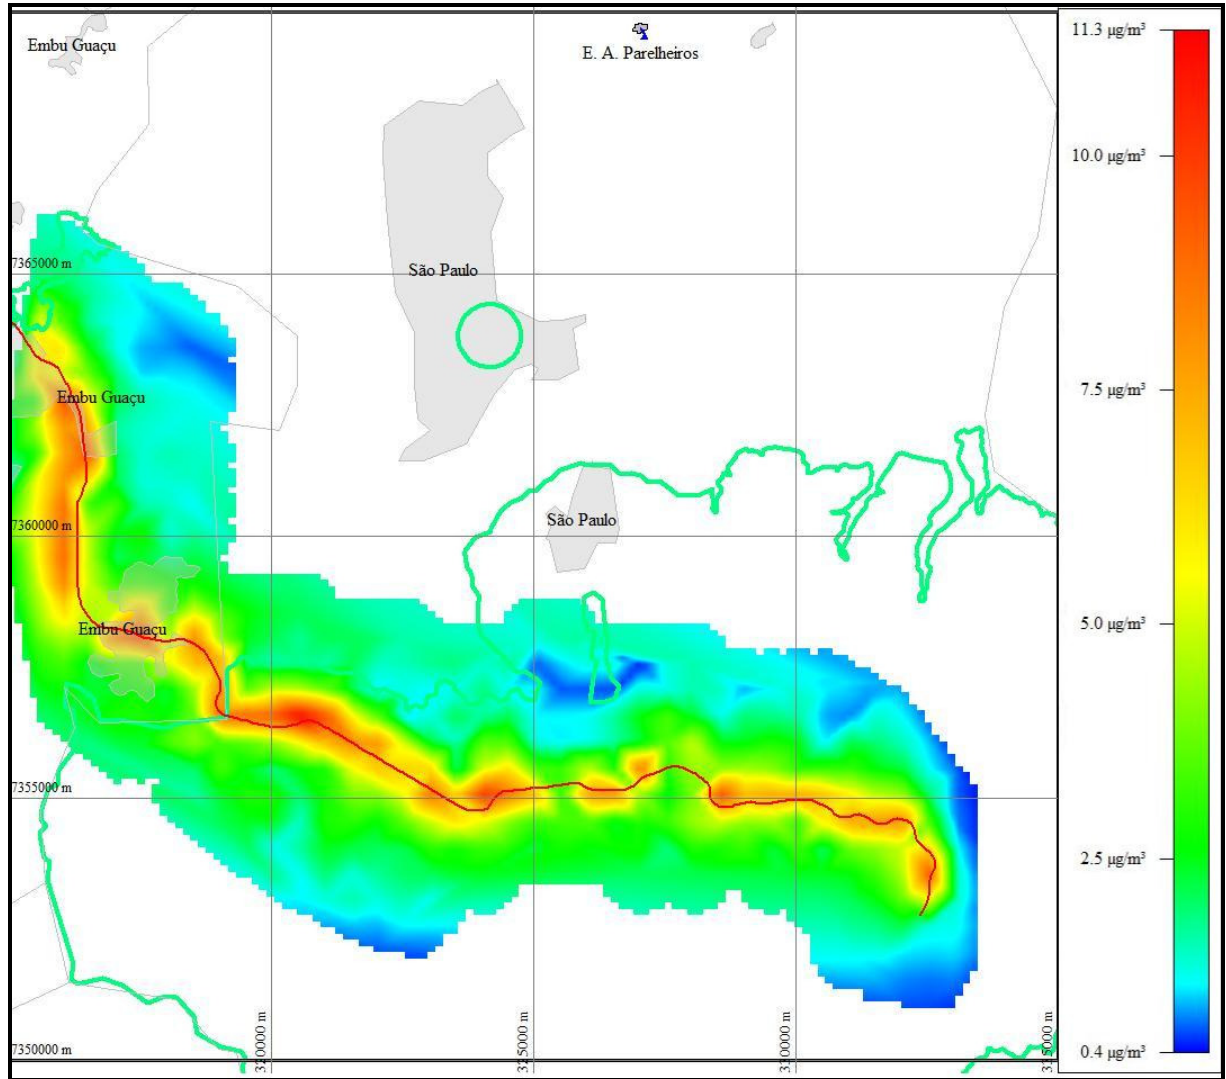 Embu Guaçu
E. A. Parelheiros
7365000 m
São Paulo
Embu Guaçu
7360000 m
São Paulo
Embu Guaçu
7355000 m
7350000 m
320000 m
325000 m
330000 m
335000 m
11.3 µg/m³
10.0 µg/m³
7.5 µg/m³
5.0 µg/m³
2.5 µg/m³
0.4 µg/m³